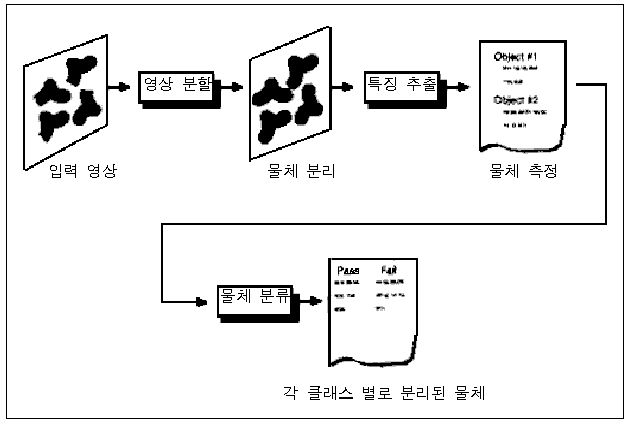 영상 분할
특징 추출
Object #1
Object #2
입력 영상
물체 분리
물체 측정
물체 분류
Pass Fail
각 클래스 별로 분리된 물체